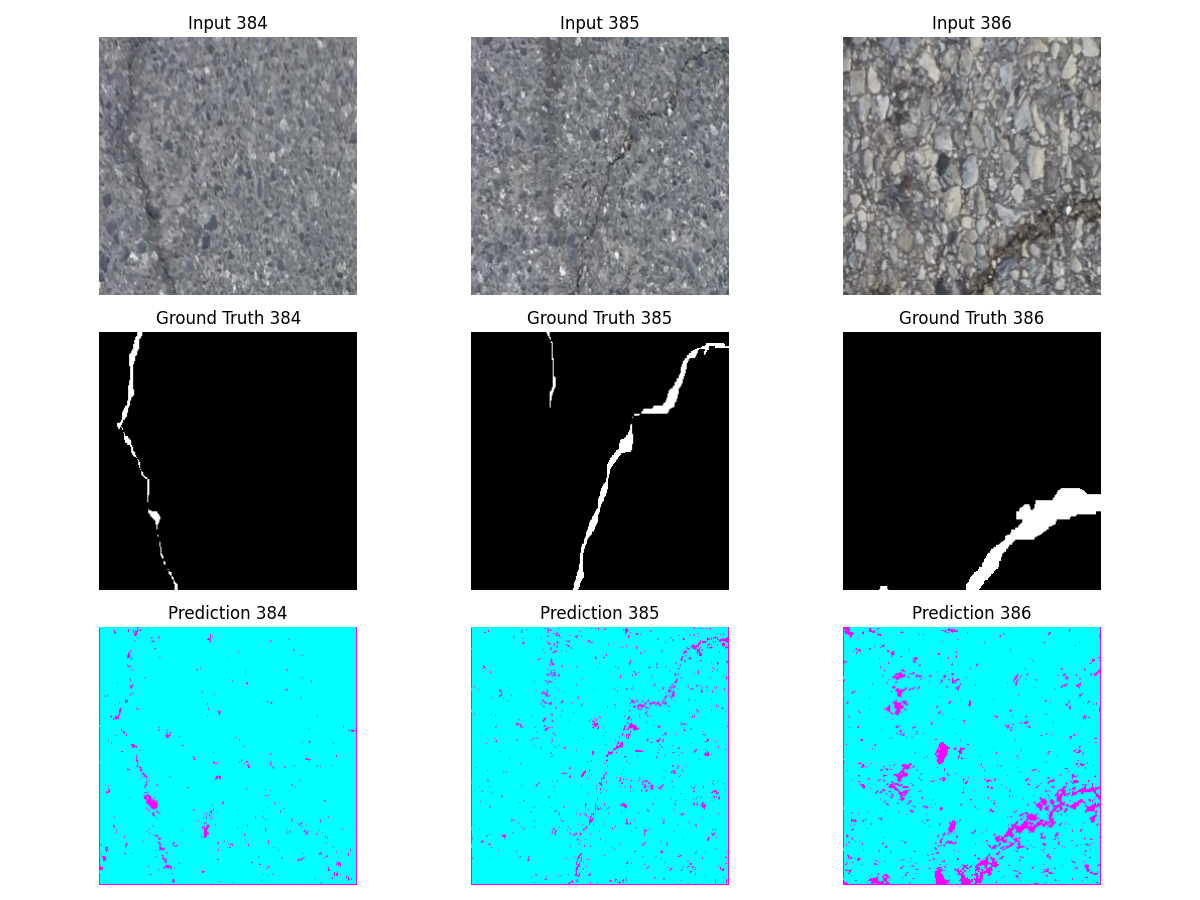 Input 384
Input 385
Input 386
Ground Truth 384
Ground Truth 385
Ground Truth 386
Prediction 384
Prediction 385
Prediction 386